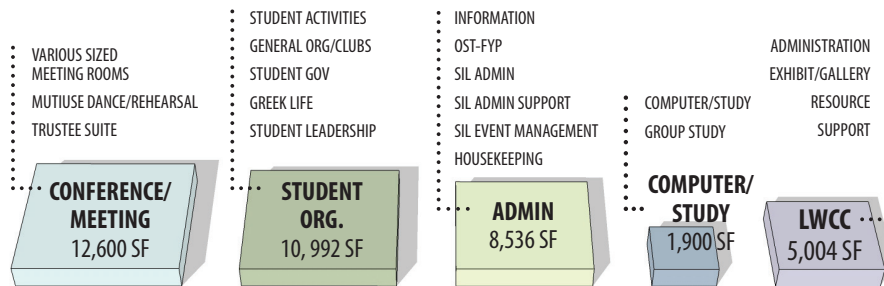 VARIOUS SIZED
MEETING ROOMS
MUTIUSE DANCE/REHEARSAL
TRUSTEE SUITE
CONFERENCE/
MEETING
12,600 SF
STUDENT ACTIVITIES
GENERAL ORG/CLUBS
STUDENT GOV
GREEK LIFE
STUDENT LEADERSHIP
STUDENT
ORG.
10, 992 SF
INFORMATION
OST-FYP
SIL ADMIN
SIL ADMIN SUPPORT
SIL EVENT MANAGEMENT
HOUSEKEEPING
ADMIN
8,536 SF
COMPUTER/STUDY
GROUP STUDY
COMPUTER/
STUDY
1,900 SF
ADMINISTRATION
EXHIBIT/GALLERY
RESOURCE
SUPPORT
LWCC
5,004 SF